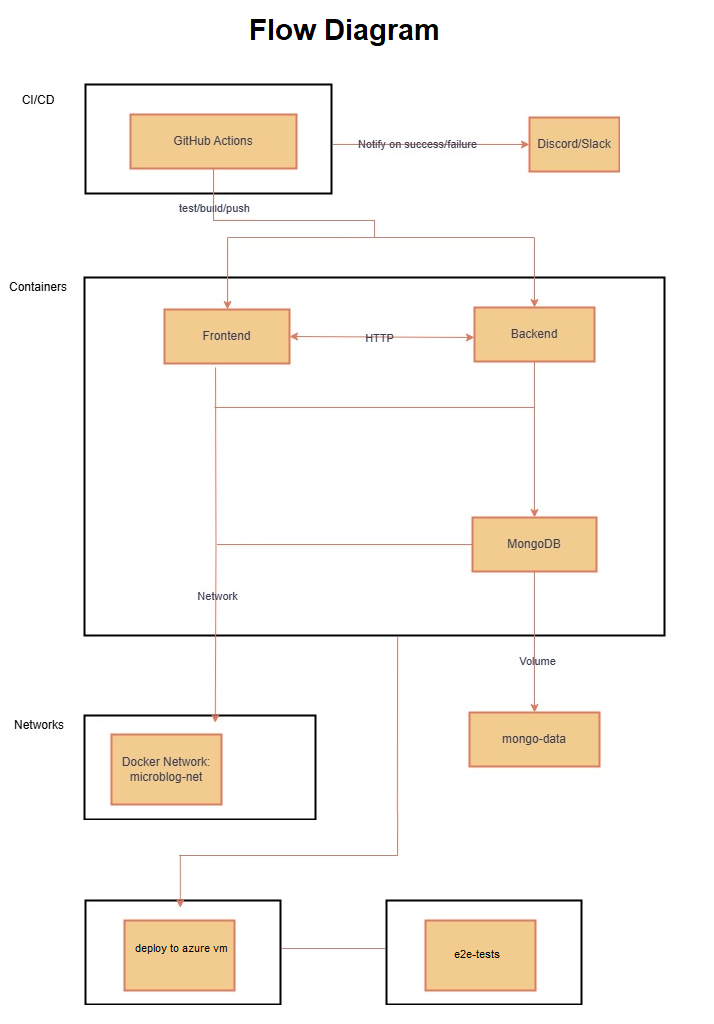 Flow Diagram
CI/CD
GitHub Actions
Notify on success/failure
Discord/Slack
test/build/push
Containers
Frontend
HTTP
Backend
MongoDB
Network
Volume
Networks
Docker Network:
microblog-net
mongo-data
deploy to azure vm
e2e-tests